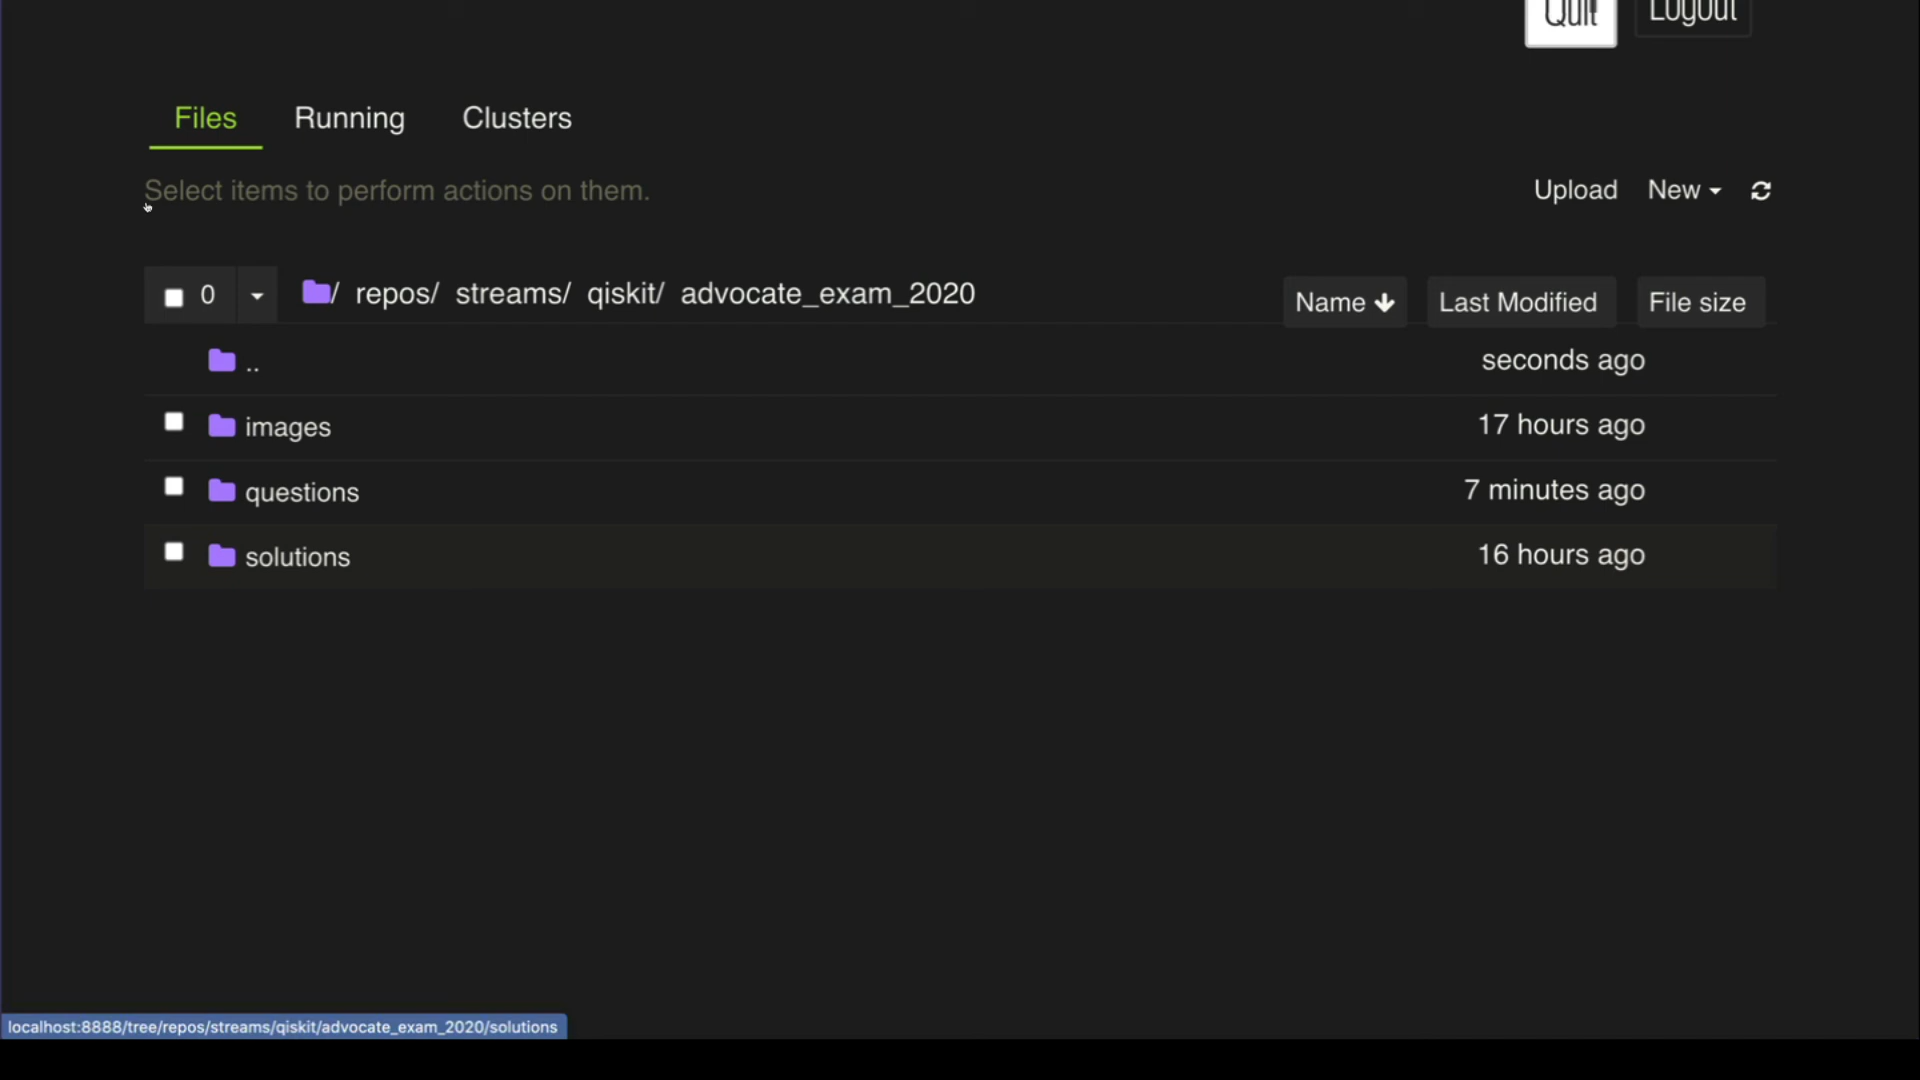 Quit Logout
Files Running Clusters
Select items to perform actions on them. Upload New
0 / repos/ streams/ qiskit/ advocate_exam_2020 Name Last Modified File size
.. seconds ago
images 17 hours ago
questions 7 minutes ago
solutions 16 hours ago
localhost:8888/tree/repos/streams/qiskit/advocate_exam_2020/solutions